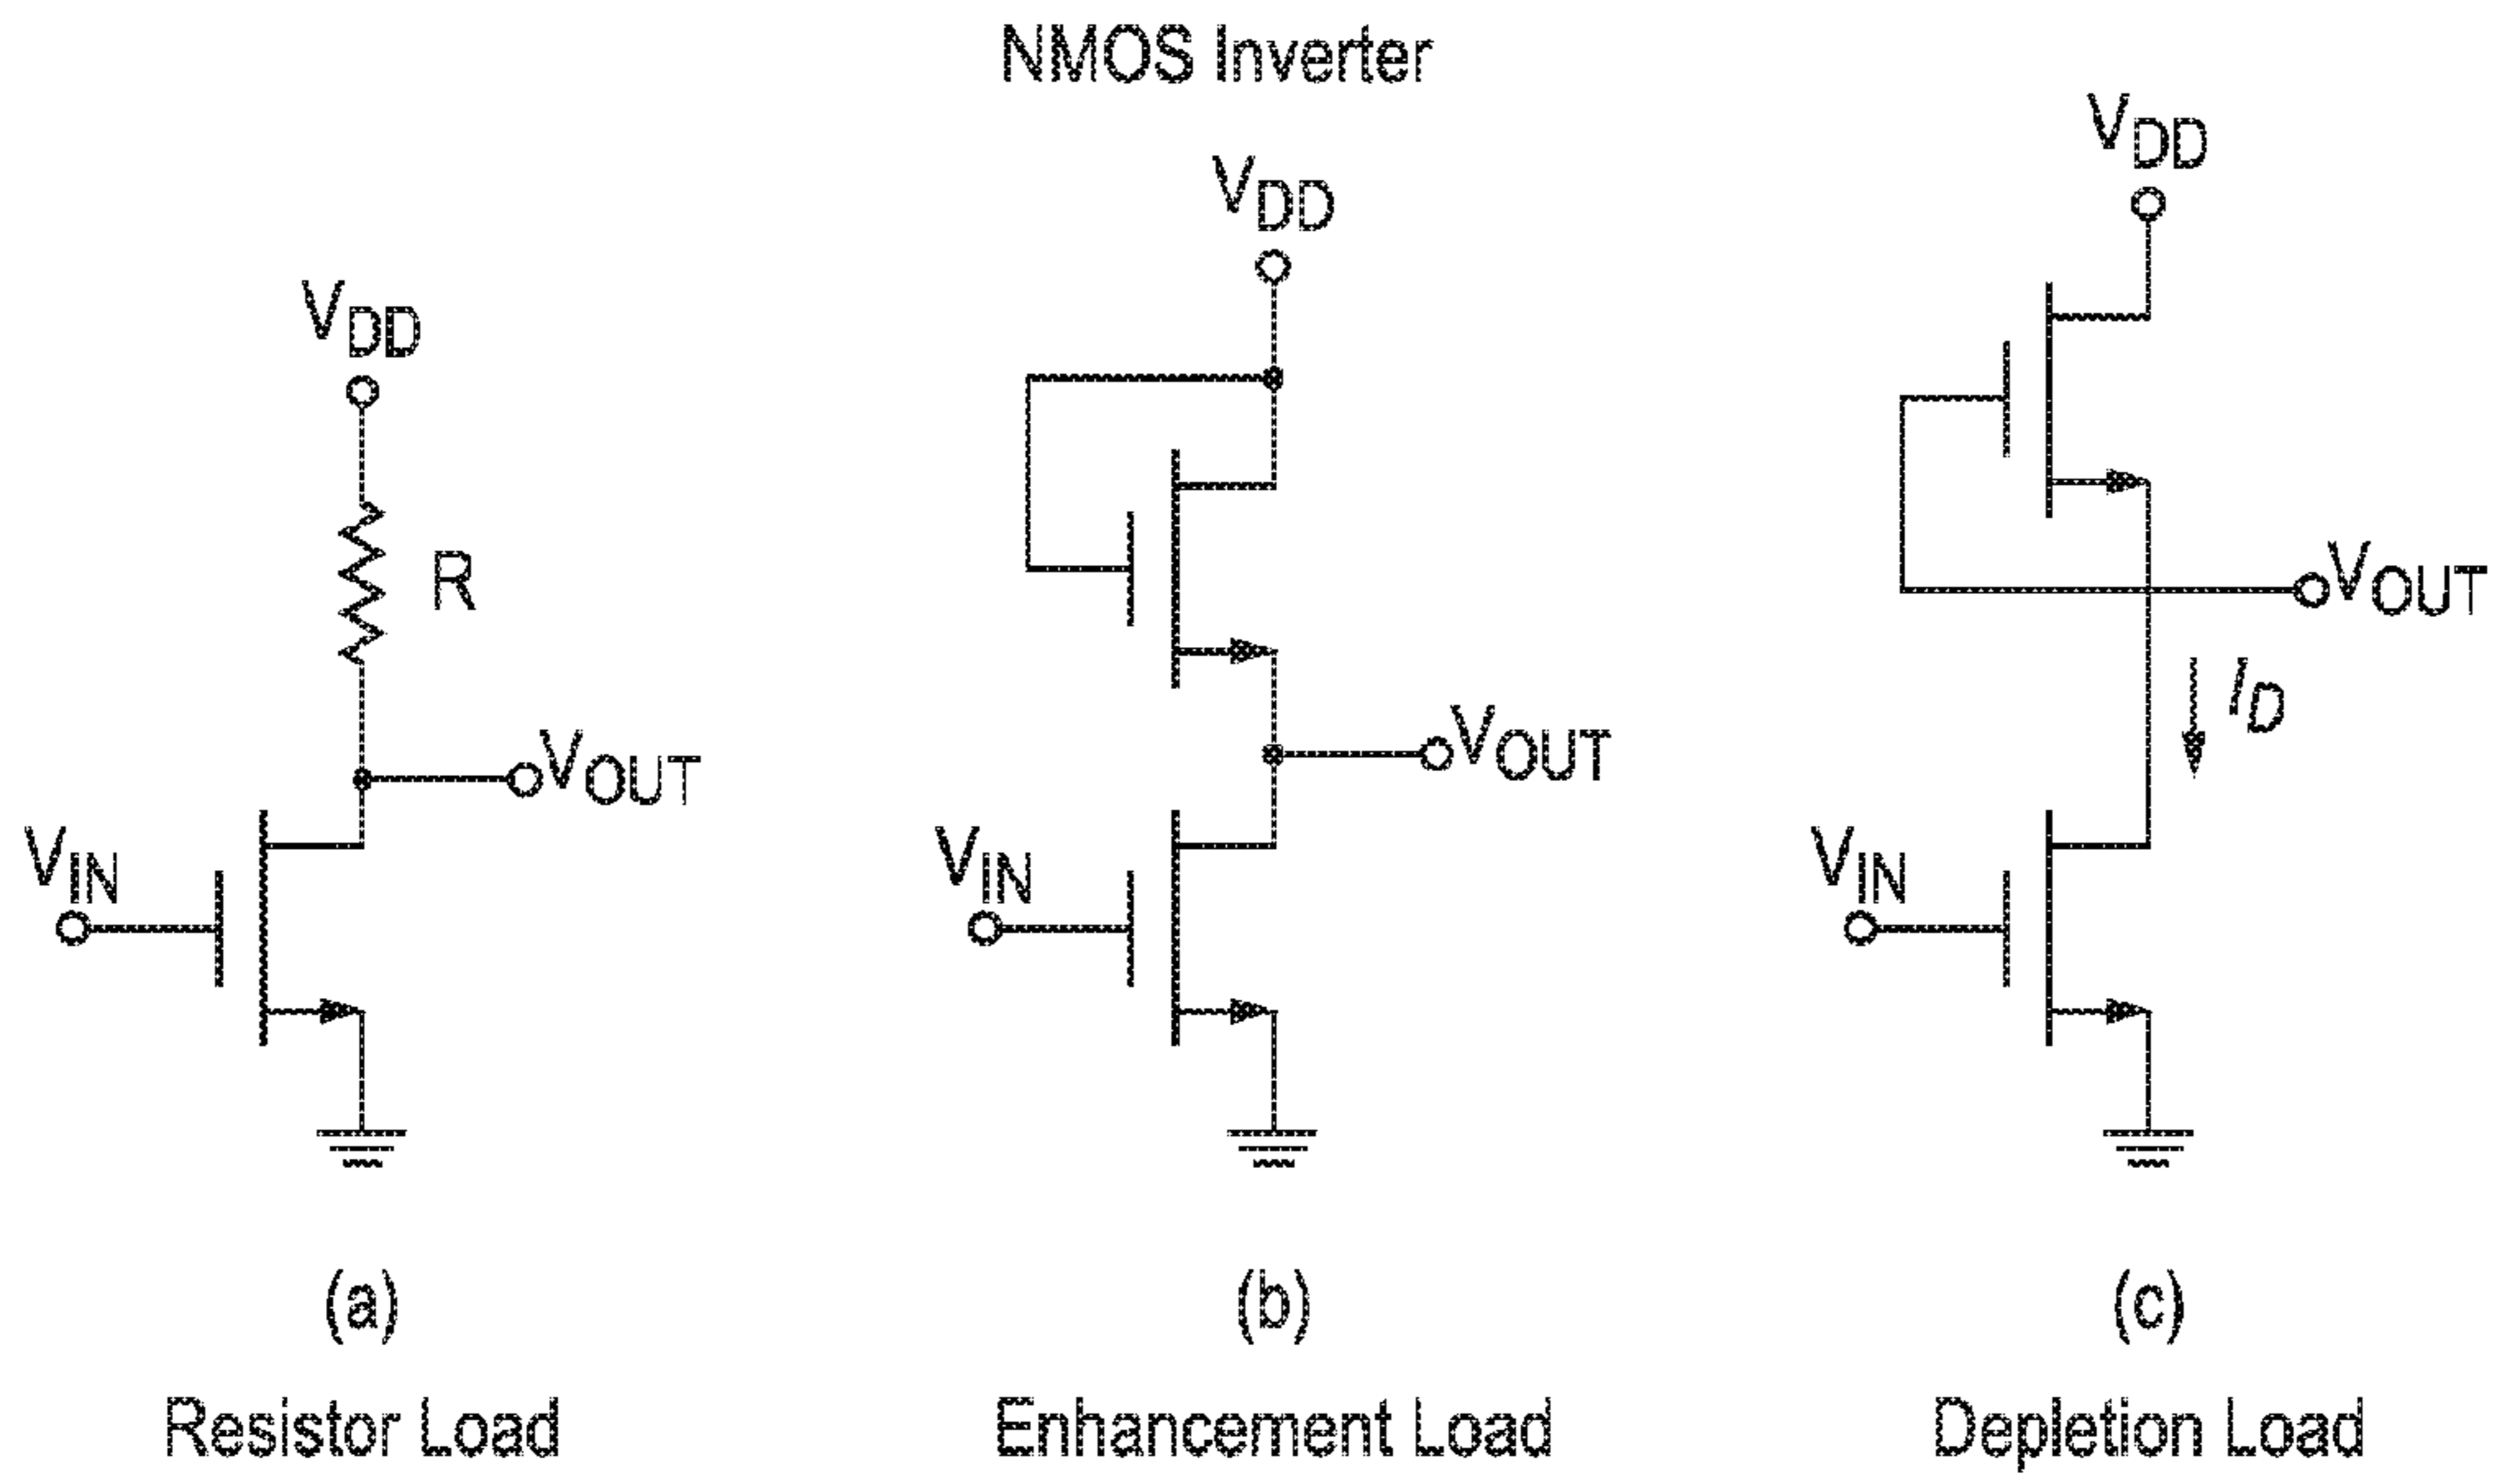 NMOS Inverter
VDD
R
VOUT
VIN
(a)
Resistor Load
VDD
VOUT
VIN
(b)
Enhancement Load
VDD
VOUT
ID
VIN
(c)
Depletion Load